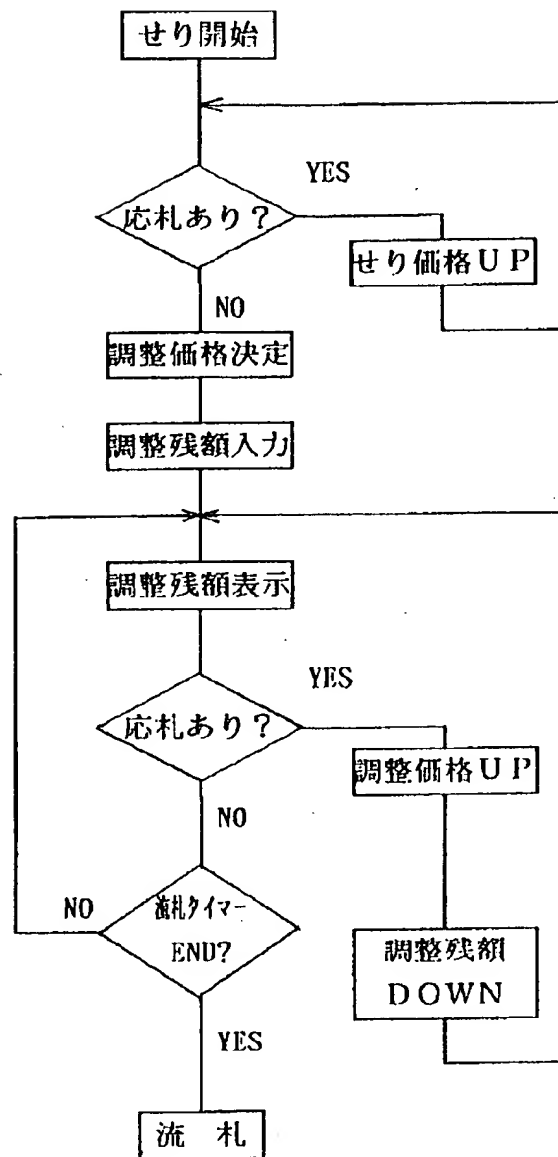 せり開始
YES
応札あり？
せり価格ＵＰ
NO
調整価格決定
調整残額入力
調整残額表示
YES
応札あり？
調整価格ＵＰ
NO
NO
流札タイマー
END?
調整残額
ＤＯＷＮ
YES
流　札